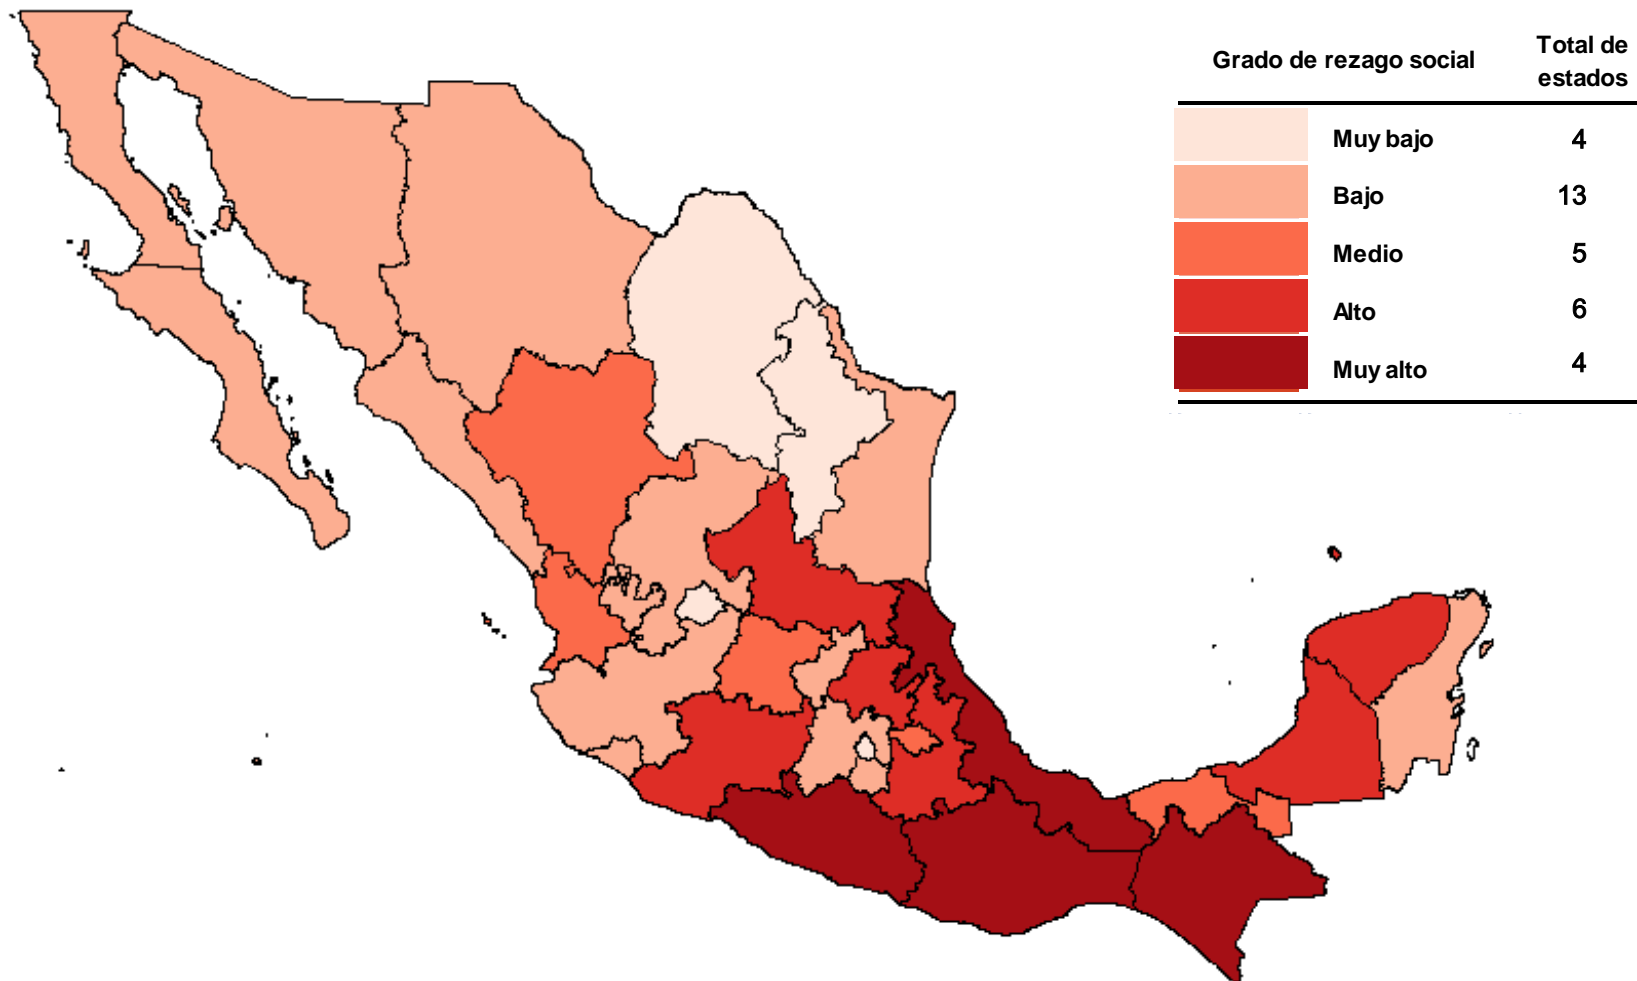 Grado de rezago social
Total de
estados
Muy bajo 4
Bajo 13
Medio 5
Alto 6
Muy alto 4